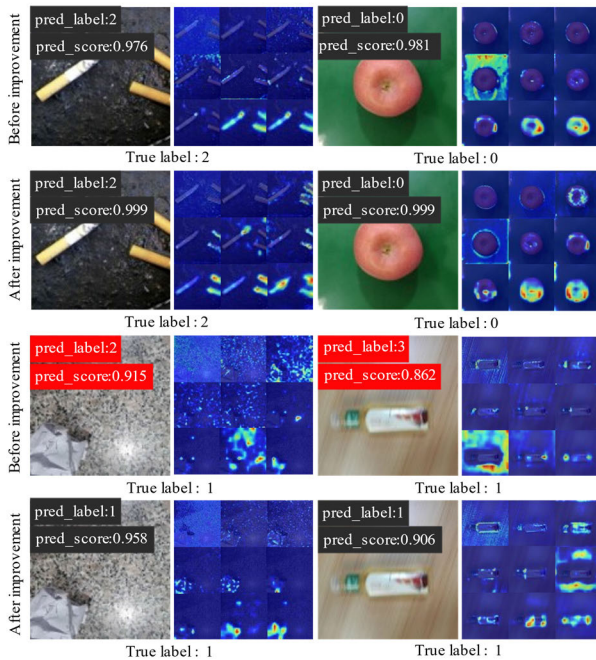 Before improvement
pred_label:2
pred_score:0.976
True label : 2
pred_label:0
pred_score:0.981
True label : 0
After improvement
pred_label:2
pred_score:0.999
True label : 2
pred_label:0
pred_score:0.999
True label : 0
Before improvement
pred_label:2
pred_score:0.915
True label : 1
pred_label:3
pred_score:0.862
True label : 1
After improvement
pred_label:1
pred_score:0.958
True label : 1
pred_label:1
pred_score:0.906
True label : 1